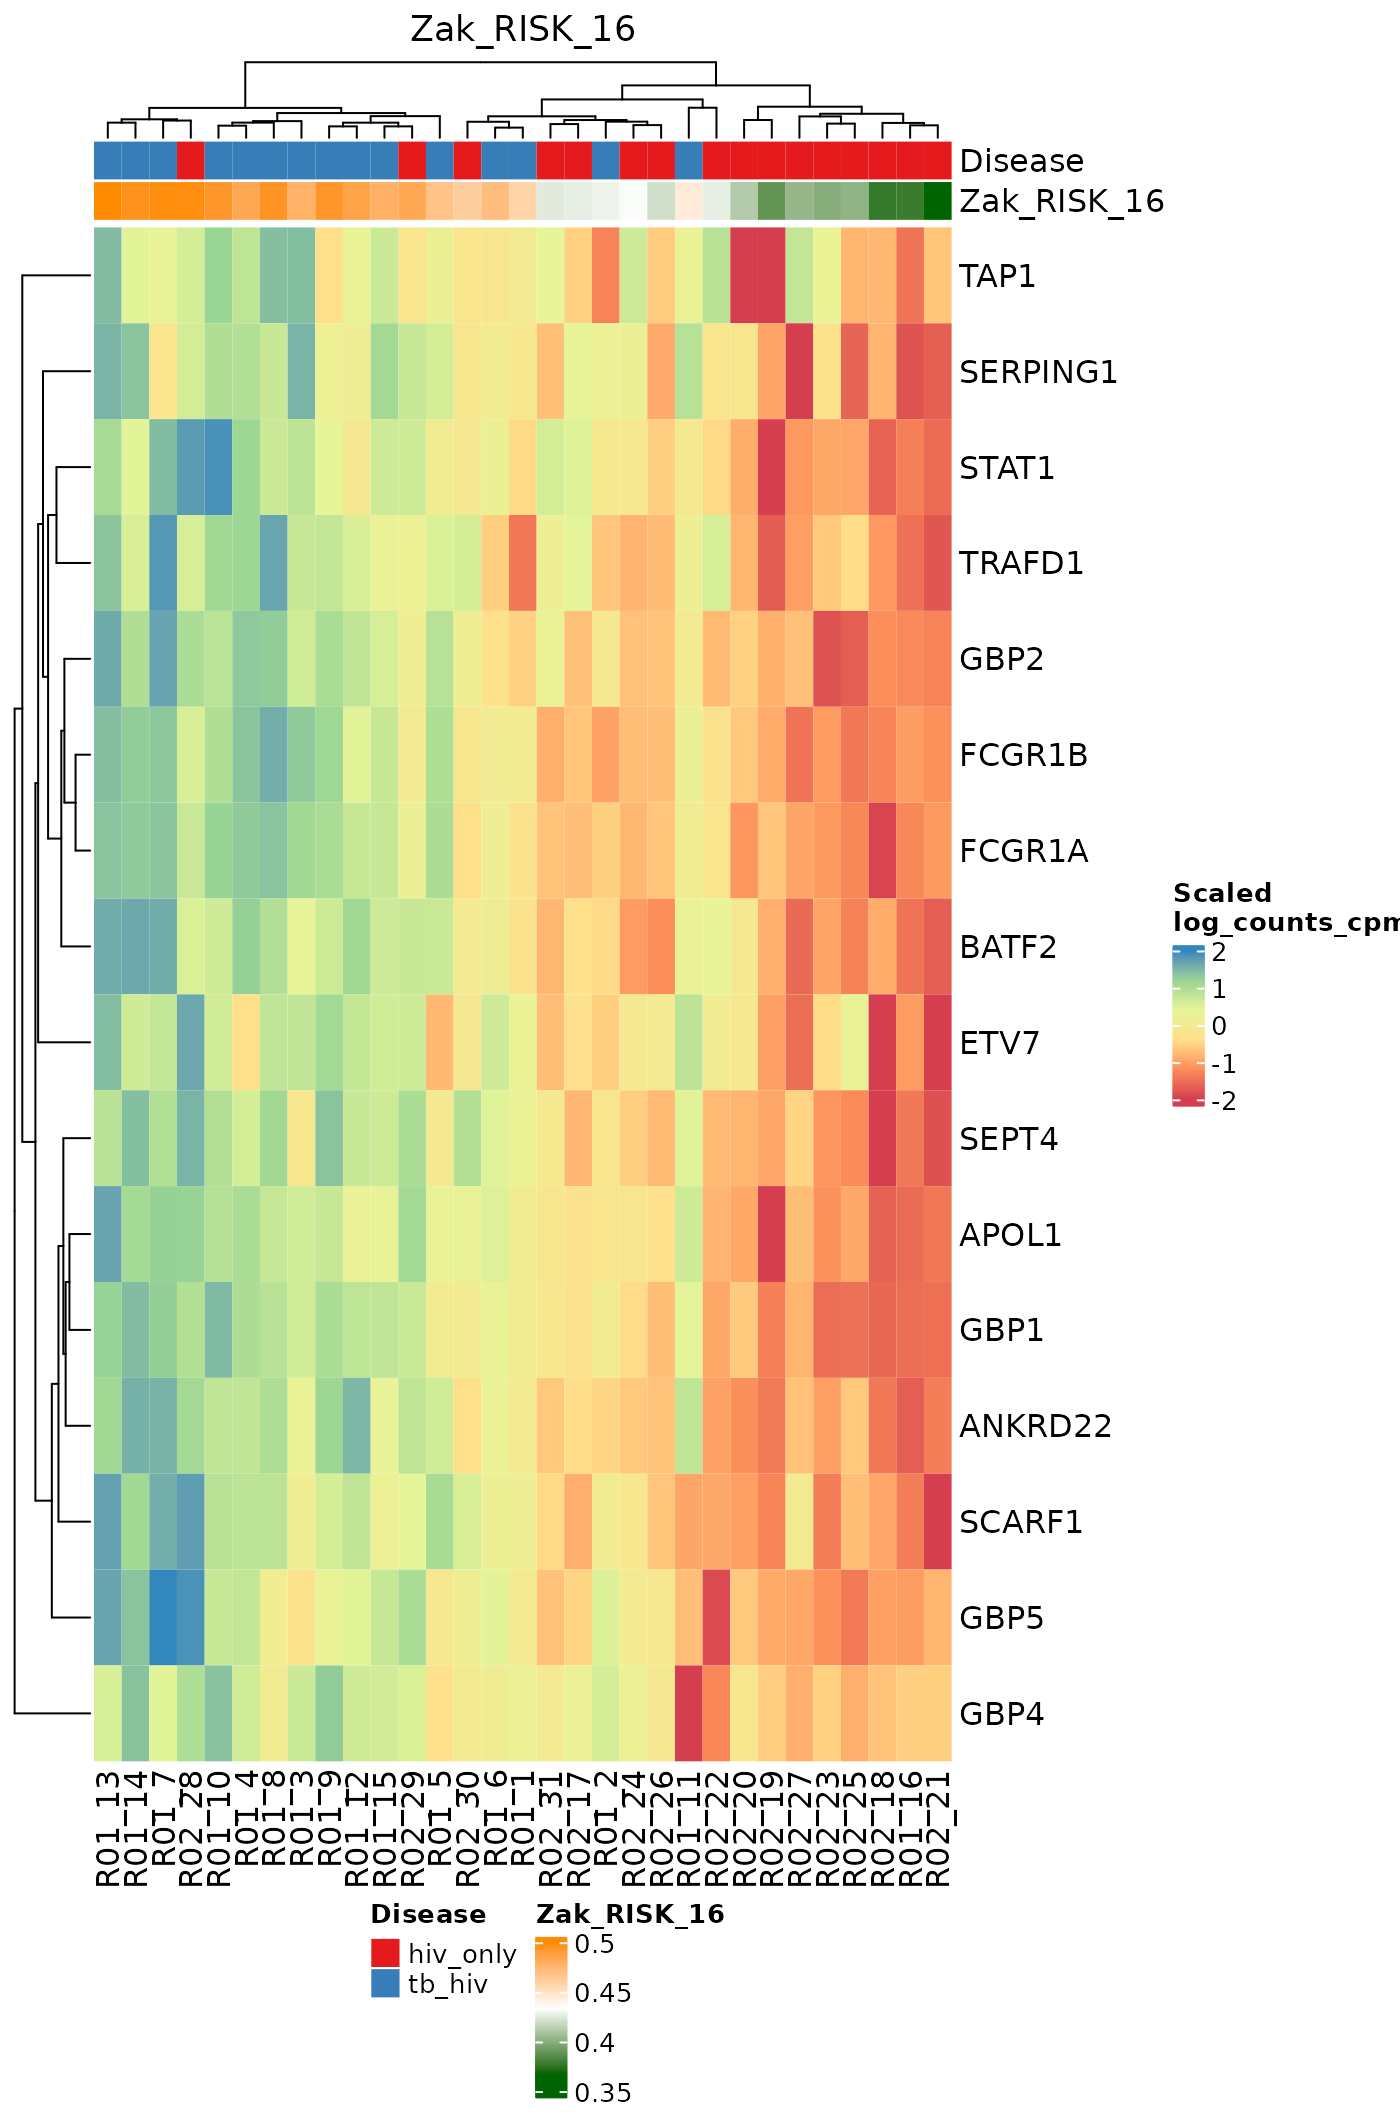 Zak_RISK_16
Disease
Zak_RISK_16
TAP1
SERPING1
STAT1
TRAFD1
GBP2
FCGR1B
FCGR1A
BATF2
ETV7
SEPT4
APOL1
GBP1
ANKRD22
SCARF1
GBP5
GBP4
Scaled
log_counts_cpm
2
1
0
-1
-2
R01_13
R01_14
R01_7
R02_28
R01_10
R01_4
R01_8
R01_3
R01_9
R01_12
R01_15
R02_29
R01_5
R02_30
R01_6
R01_1
R02_31
R02_17
R01_2
R02_24
R02_26
R01_11
R02_22
R02_20
R02_19
R02_27
R02_23
R02_25
R02_18
R01_16
R02_21
Disease
hiv_only
tb_hiv
Zak_RISK_16
0.5
0.45
0.4
0.35